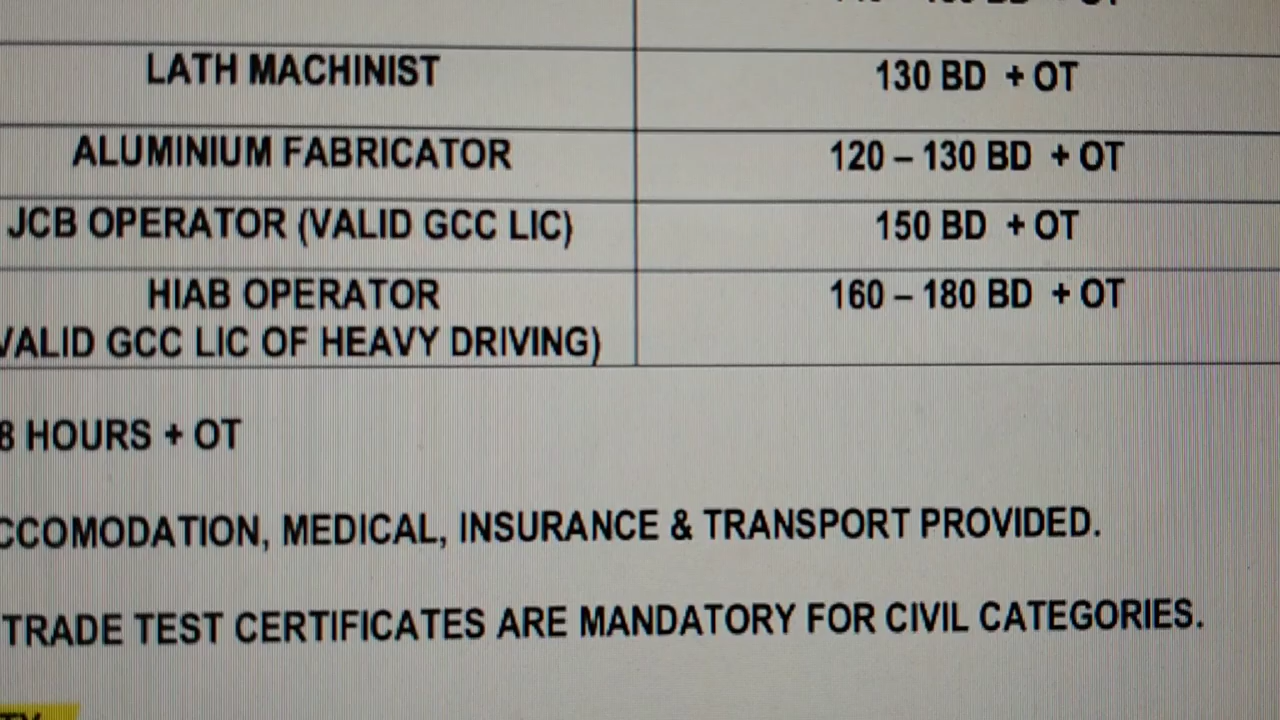 LATH MACHINIST 130 BD + OT
ALUMINIUM FABRICATOR 120 – 130 BD + OT
JCB OPERATOR (VALID GCC LIC) 150 BD + OT
HIAB OPERATOR 160 – 180 BD + OT
VALID GCC LIC OF HEAVY DRIVING)
8 HOURS + OT
CCOMODATION, MEDICAL, INSURANCE & TRANSPORT PROVIDED.
TRADE TEST CERTIFICATES ARE MANDATORY FOR CIVIL CATEGORIES.